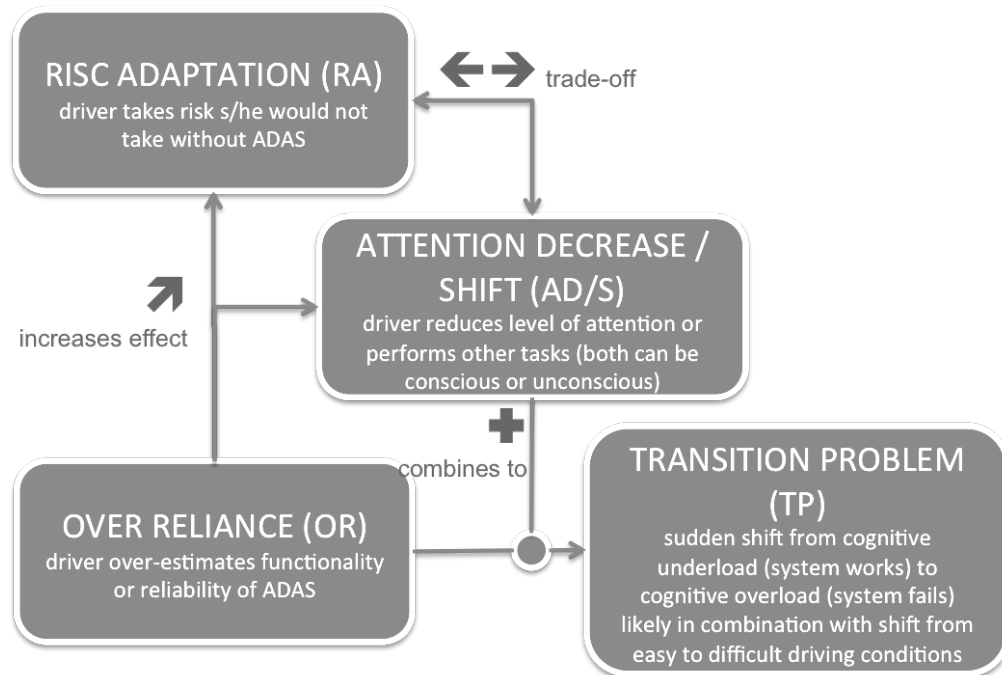 RISC ADAPTATION (RA)
driver takes risk s/he would not
take without ADAS
trade-off
ATTENTION DECREASE /
SHIFT (AD/S)
driver reduces level of attention or
performs other tasks (both can be
conscious or unconscious)
increases effect
combines to
OVER RELIANCE (OR)
driver over-estimates functionality
or reliability of ADAS
TRANSITION PROBLEM
(TP)
sudden shift from cognitive
underload (system works) to
cognitive overload (system fails)
likely in combination with shift from
easy to difficult driving conditions